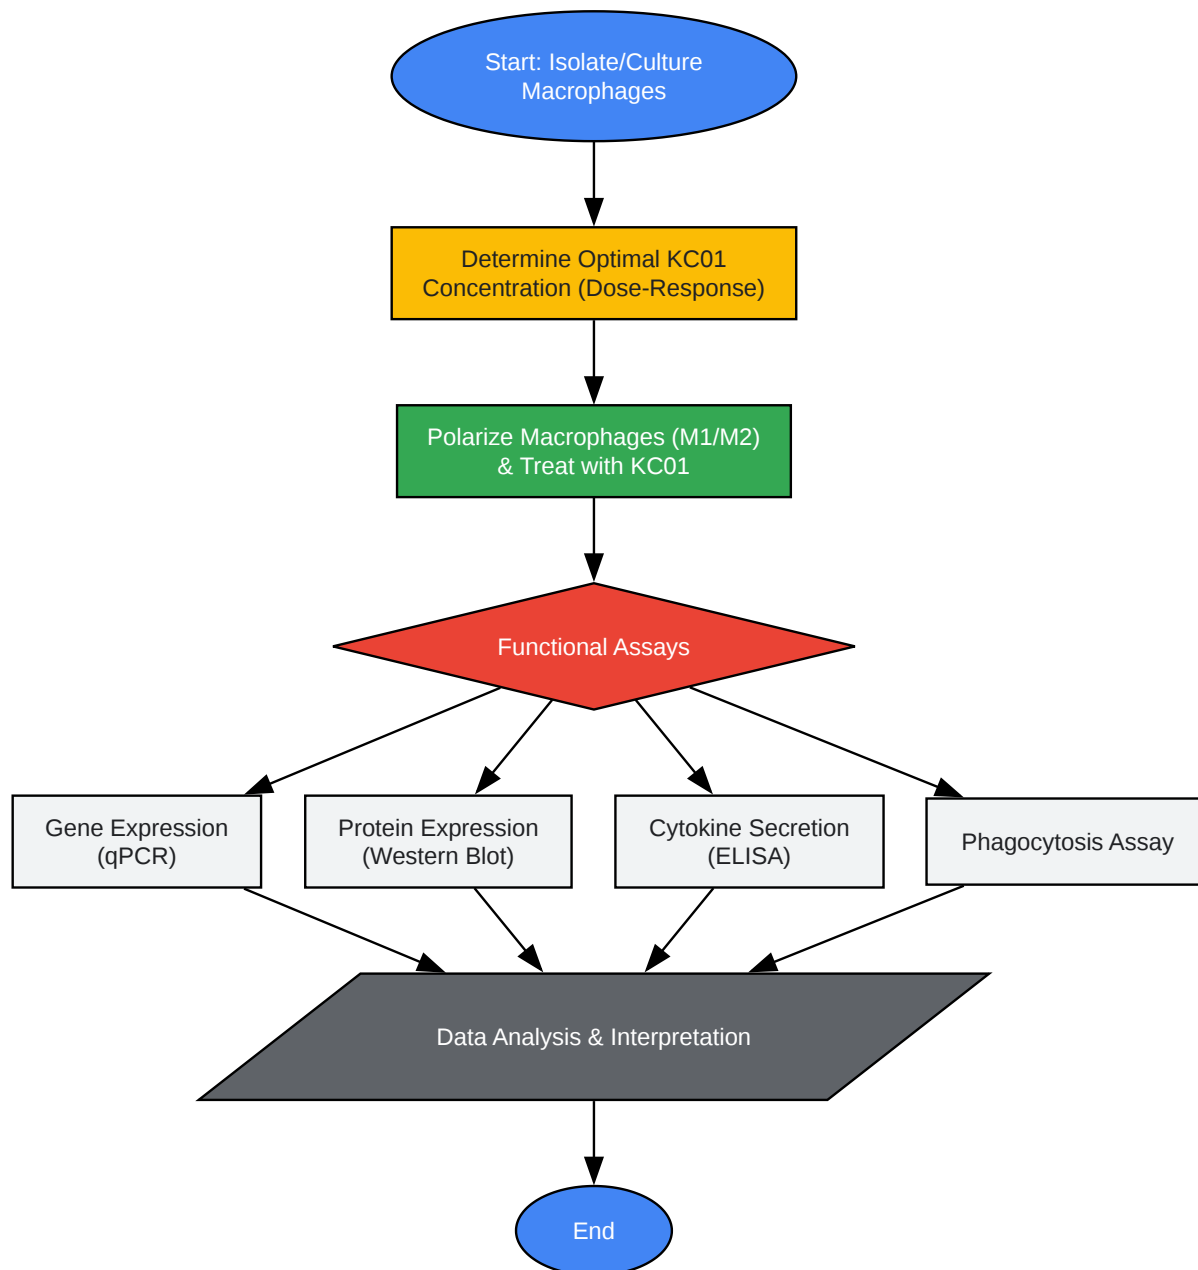 Start: Isolate/Culture
Macrophages
Determine Optimal KC01
Concentration (Dose-Response)
Polarize Macrophages (M1/M2)
& Treat with KC01
Functional Assays
Gene Expression
(qPCR)
Protein Expression
(Western Blot)
Cytokine Secretion
(ELISA)
Phagocytosis Assay
Data Analysis & Interpretation
End